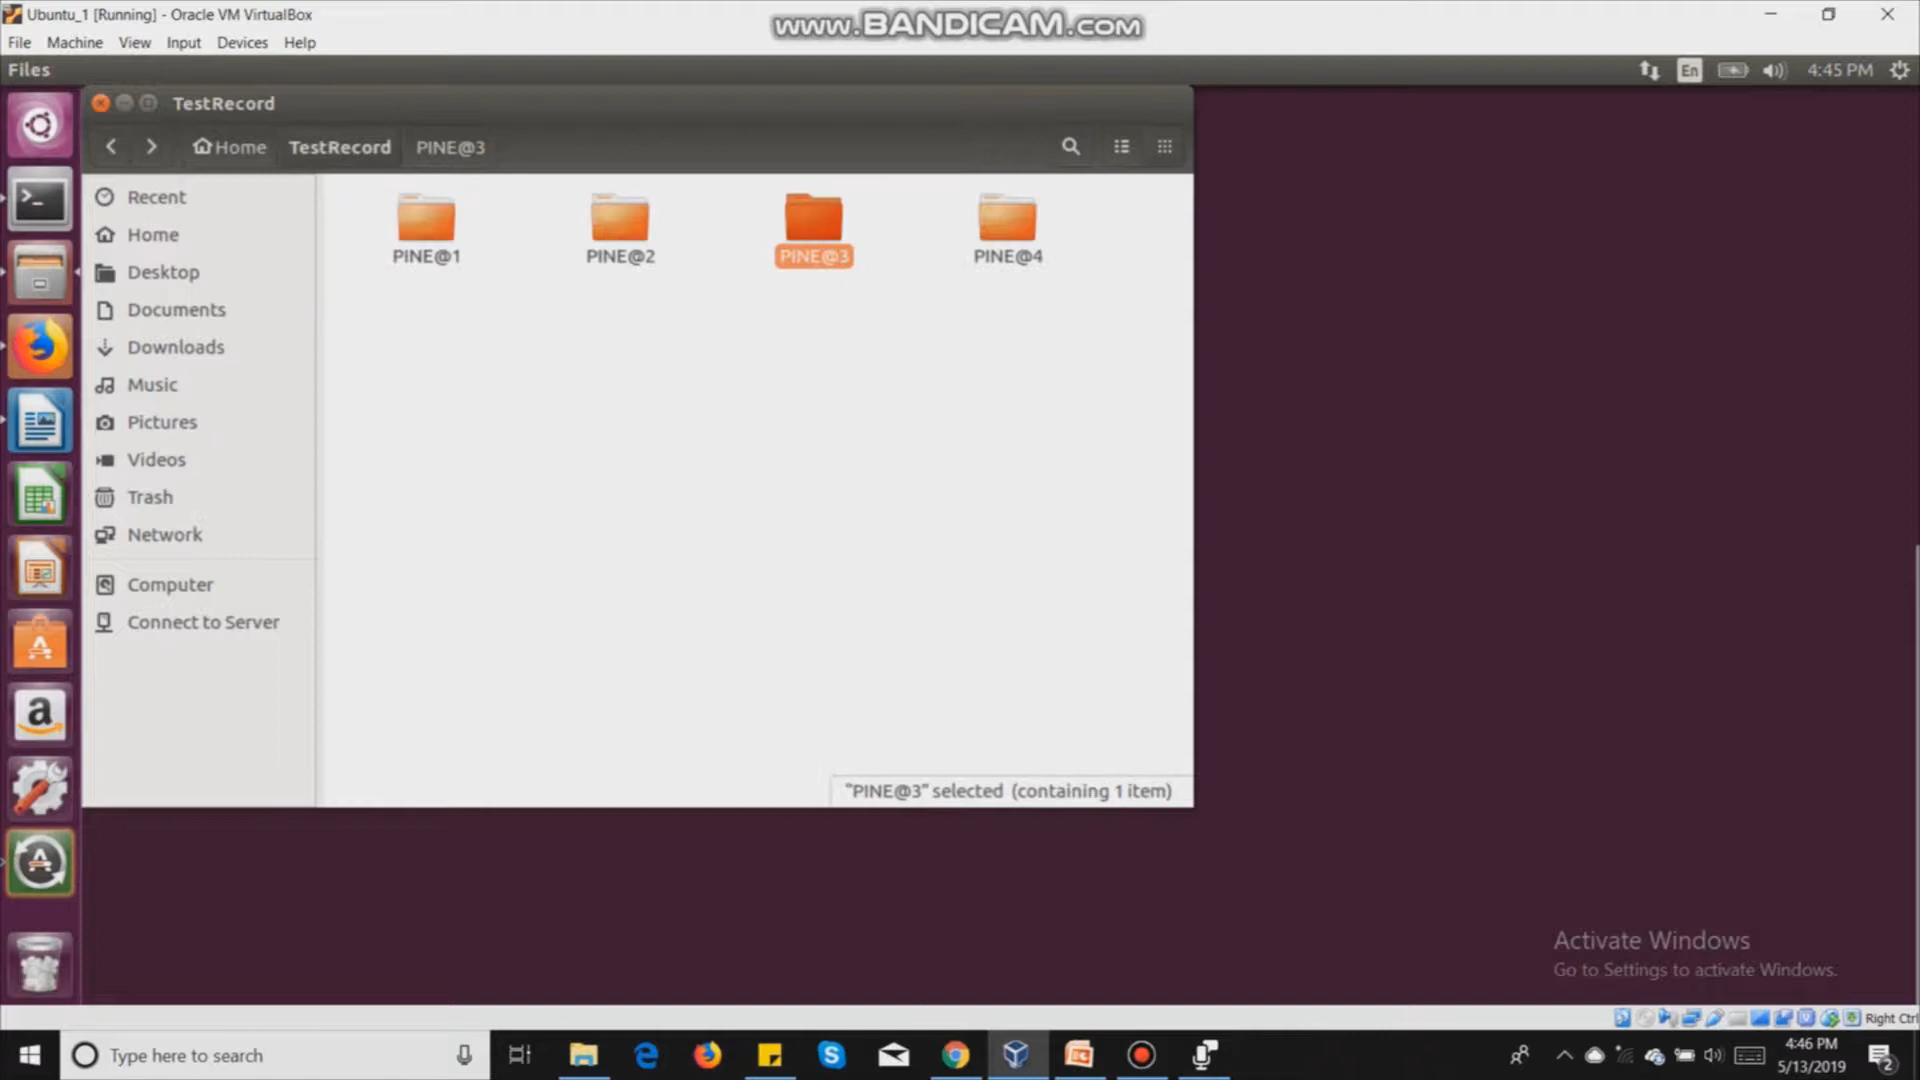 Ubuntu_1 [Running] - Oracle VM VirtualBox
www.BANDICAM.com
File Machine View Input Devices Help
Files
En
4:45 PM
TestRecord
Home TestRecord PINE@3
Recent
Home
Desktop
Documents
Downloads
Music
Pictures
Videos
Trash
Network
Computer
Connect to Server
PINE@1 PINE@2 PINE@3 PINE@4
"PINE@3" selected (containing 1 item)
Activate Windows
Go to Settings to activate Windows.
Right Ctrl
Type here to search
4:46 PM
5/13/2019
2